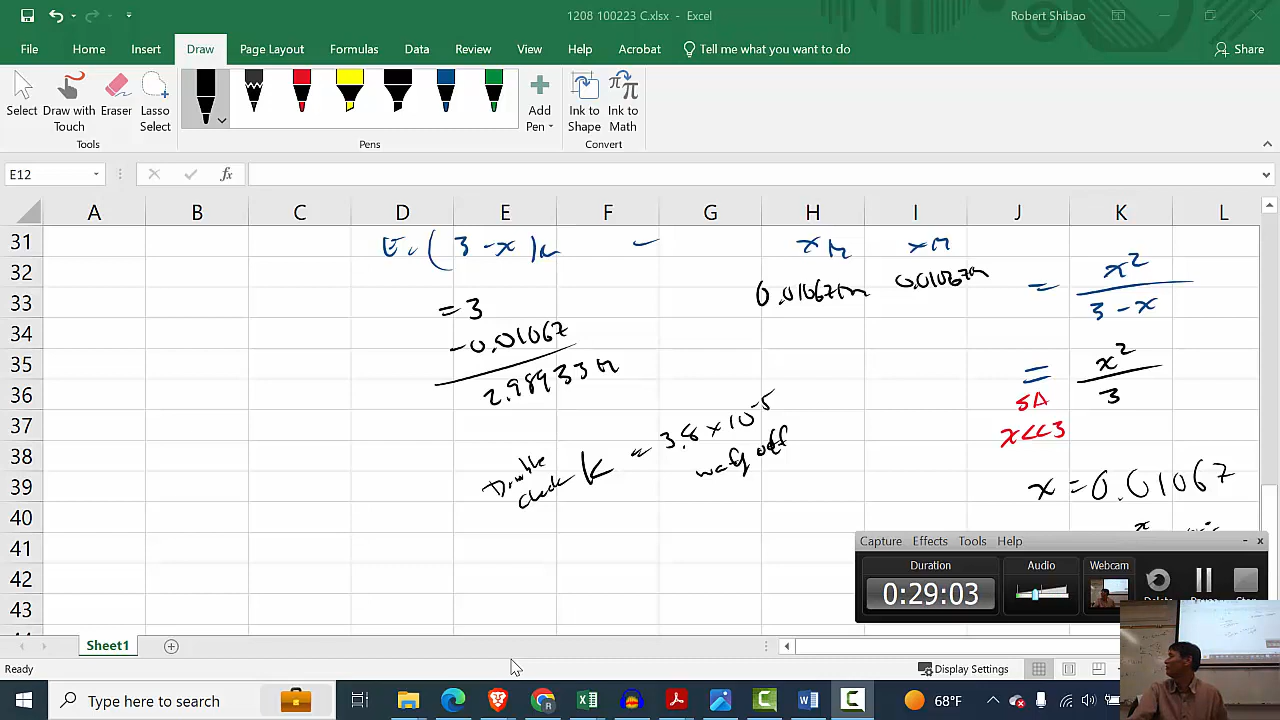 1208 100223 C.xlsx - Excel
Robert Shibao
File Home Insert Draw Page Layout Formulas Data Review View Help Acrobat Tell me what you want to do Share
Select Draw with Touch Eraser Lasso Select Add Pen Ink to Shape Ink to Math
Tools Pens Convert
E12 fx
A B C D E F G H I J K L
31 (3 - x) - x M x M
32 0.01067m = x² / 3 - x
33 = 3 0.01067m
34 - 0.01067
35 2.98933 M = x² / 3
36 5Δ
37 K = 3.8 × 10⁻⁵ x << 3
38 Double way off
39 check x = 0.01067
40
41
42
43
Capture Effects Tools Help - x
Duration Audio Webcam
0:29:03 Delete
Sheet1
Ready Display Settings
Type here to search 68°F